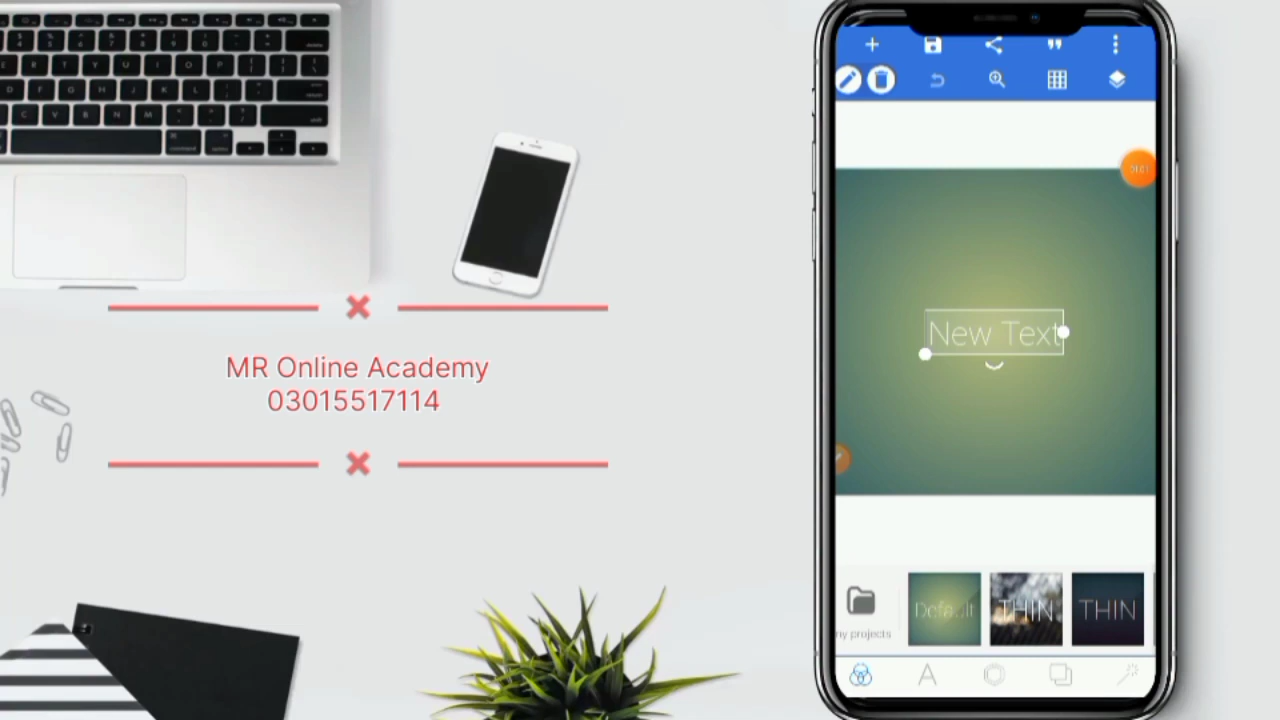 MR Online Academy
03015517114
New Text
my projects
Default
THIN
THIN